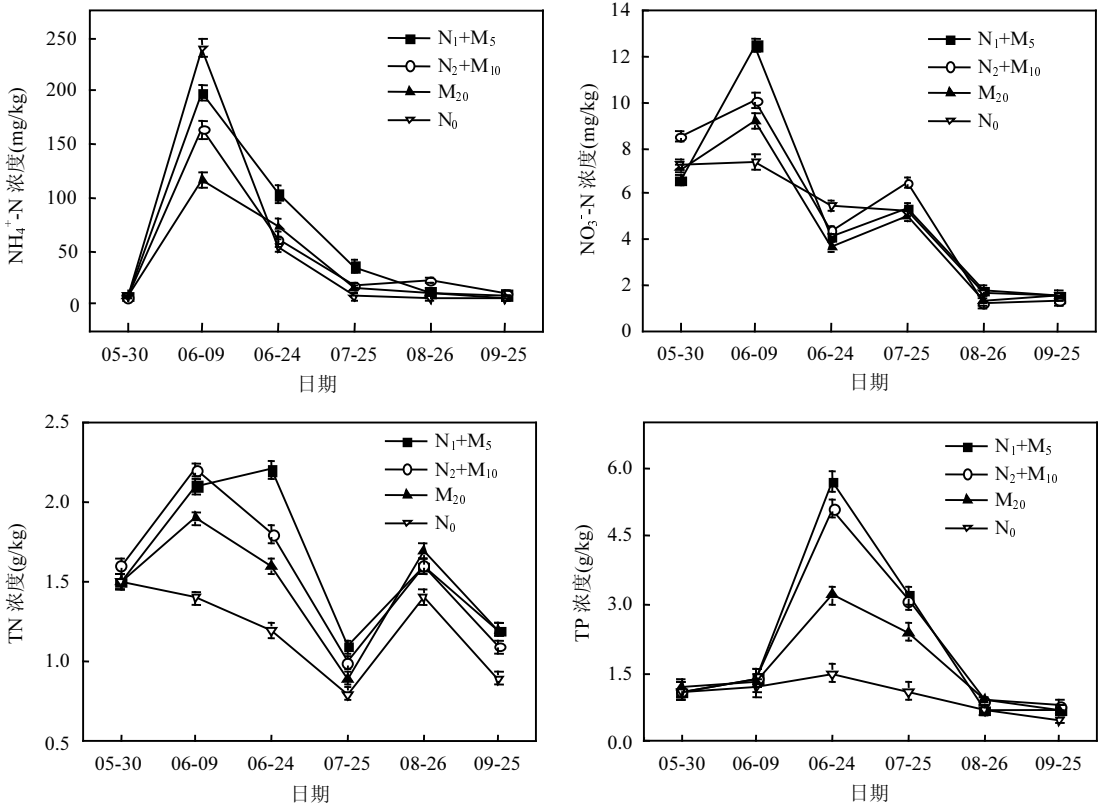 NH₄⁺-N 浓度(mg/kg)
250
200
150
100
50
0
N₁+M₅
N₂+M₁₀
M₂₀
N₀
05-30 06-09 06-24 07-25 08-26 09-25
日期
NO₃⁻-N 浓度(mg/kg)
14
12
10
8
6
4
2
0
N₁+M₅
N₂+M₁₀
M₂₀
N₀
05-30 06-09 06-24 07-25 08-26 09-25
日期
TN 浓度(g/kg)
2.5
2.0
1.5
1.0
0.5
N₁+M₅
N₂+M₁₀
M₂₀
N₀
05-30 06-09 06-24 07-25 08-26 09-25
日期
TP 浓度(g/kg)
6.0
4.5
3.0
1.5
0.0
N₁+M₅
N₂+M₁₀
M₂₀
N₀
05-30 06-09 06-24 07-25 08-26 09-25
日期